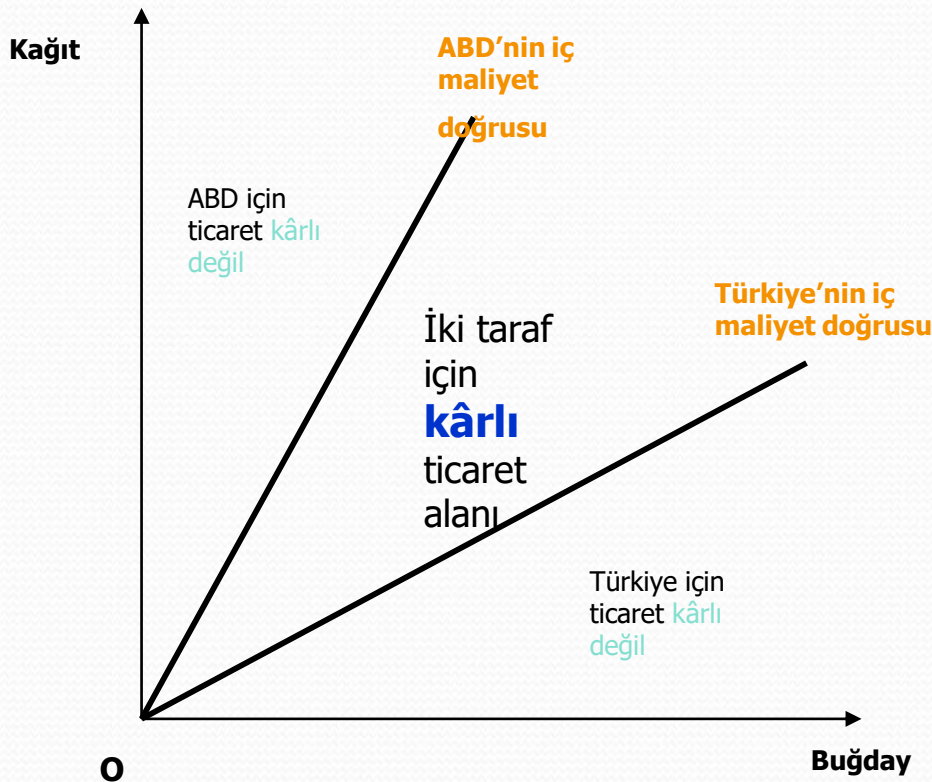 Kağıt
ABD’nin iç
maliyet
doğrusu
ABD için
ticaret kârlı
değil
Türkiye’nin iç
maliyet doğrusu
İki taraf
için
kârlı
ticaret
alanı
Türkiye için
ticaret kârlı
değil
O
Buğday